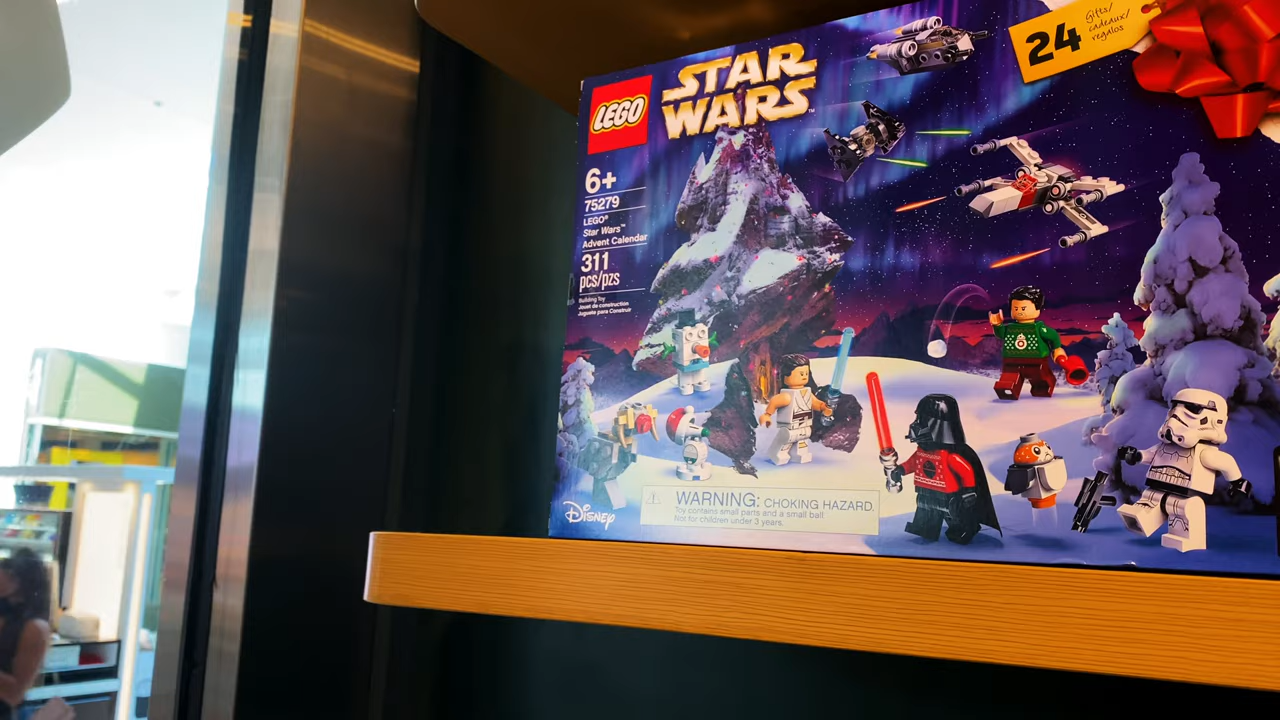 LEGO
STAR
WARS™
24
Gifts/
cadeaux/
regalos
6+
75279
LEGO®
Star Wars™
Advent Calendar
311
pcs/pzs
Building Toy
Jouet de construction
Juguete para Construir
Disney
WARNING: CHOKING HAZARD.
Toy contains small parts and a small ball.
Not for children under 3 years.